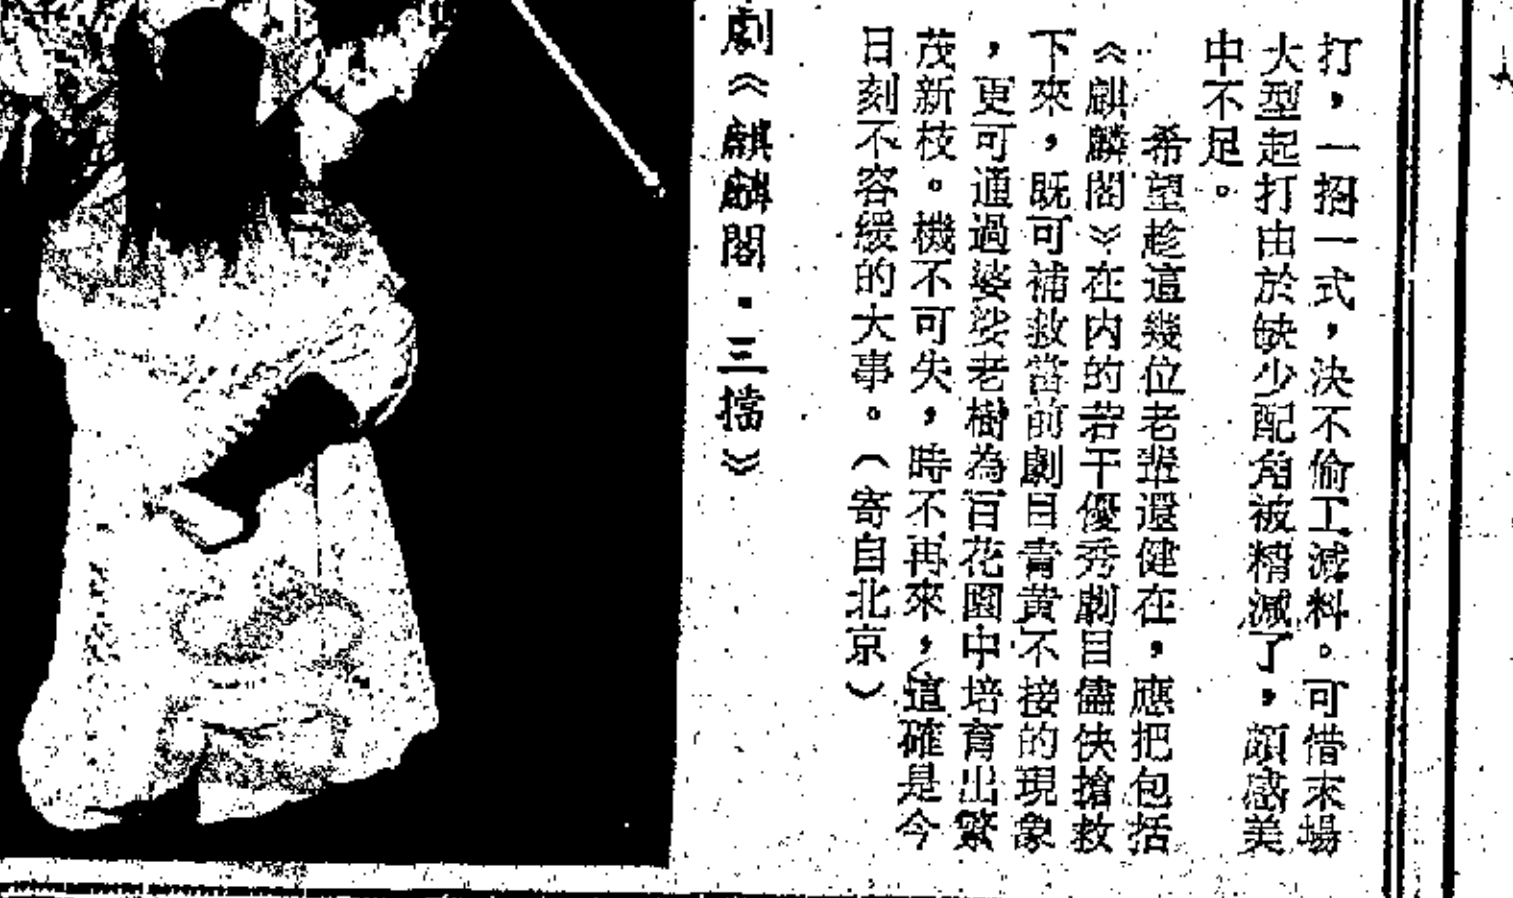 打，一招一式，決不偷工減料。可惜末場
大型起打由於缺少配角被精減了，頗感美
中不足。
希望趁這幾位老輩還健在，應把包括
《麒麟閣》在内的若干優秀劇目儘快搶救
下來，既可補救當前劇目青黄不接的現象
，更可通過婆娑老樹為百花園中培育出繁
茂新枝。機不可失，時不再來，這確是今
日刻不容緩的大事。（寄自北京）
劇《麒麟閣·三擋》